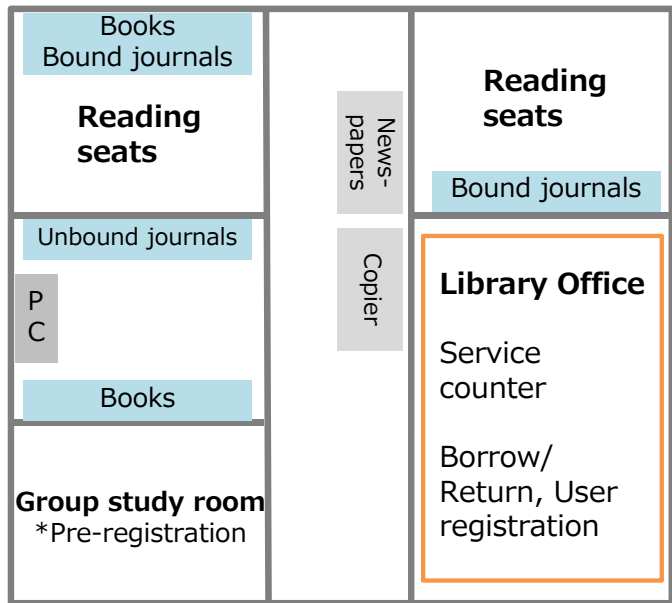 Books
Bound journals
Reading
seats
Unbound journals
P
C
Books
Group study room
*Pre-registration
News-
papers
Copier
Reading
seats
Bound journals
Library Office
Service
counter
Borrow/
Return, User
registration